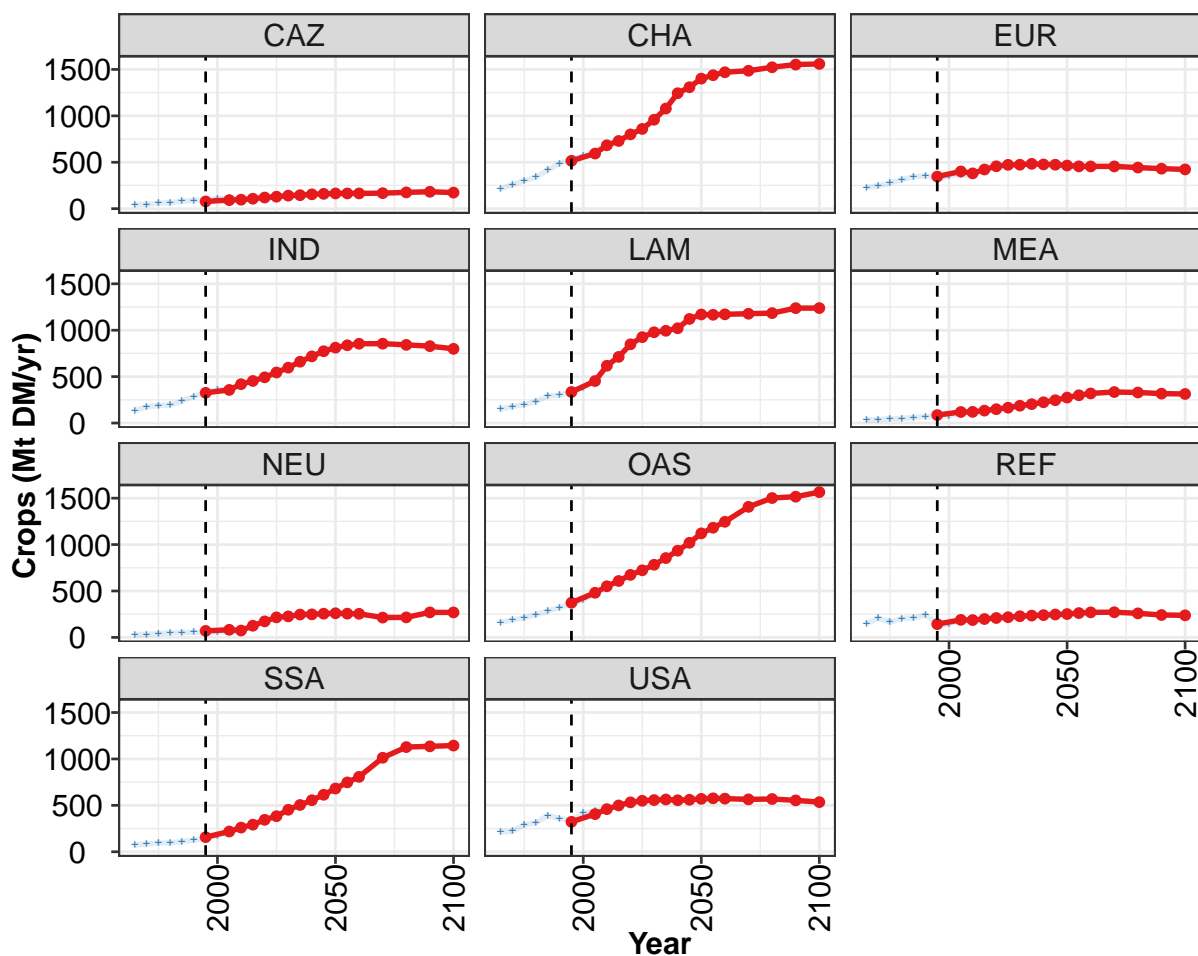 CAZ CHA EUR
1500
1000
500
0
IND LAM MEA
1500
1000
500
0
Crops (Mt DM/yr)
NEU OAS REF
1500
1000
500
0
SSA USA
2000 2050 2100
1500
1000
500
0
2000 2050 2100 2000 2050 2100
Year